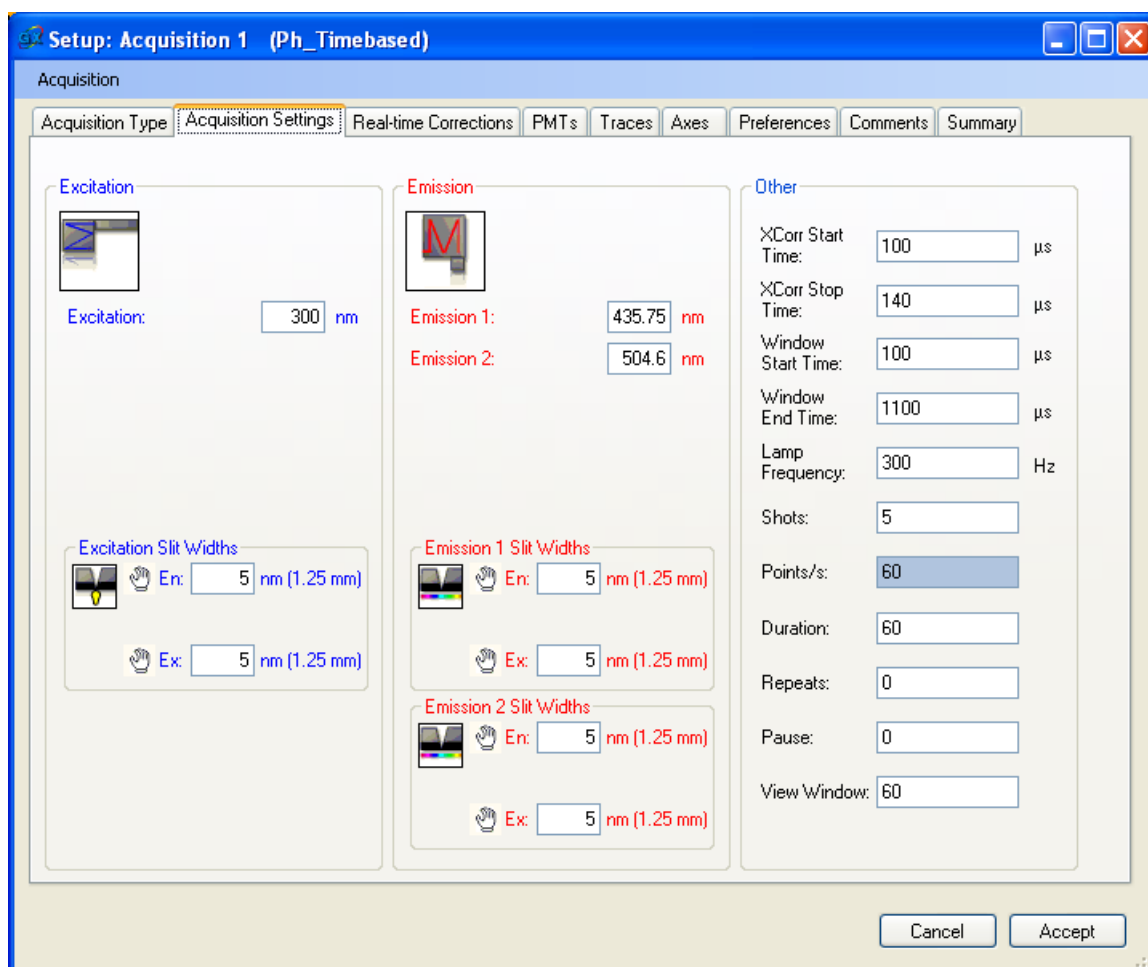 Setup: Acquisition 1 (Ph_Timebased)
Acquisition
Acquisition Type Acquisition Settings Real-time Corrections PMTs Traces Axes Preferences Comments Summary
Excitation
Excitation: 300 nm
Excitation Slit Widths
En: 5 nm (1.25 mm)
Ex: 5 nm (1.25 mm)
Emission
Emission 1: 435.75 nm
Emission 2: 504.6 nm
Emission 1 Slit Widths
En: 5 nm (1.25 mm)
Ex: 5 nm (1.25 mm)
Emission 2 Slit Widths
En: 5 nm (1.25 mm)
Ex: 5 nm (1.25 mm)
Other
XCorr Start
Time: 100 µs
XCorr Stop
Time: 140 µs
Window
Start Time: 100 µs
Window
End Time: 1100 µs
Lamp
Frequency: 300 Hz
Shots: 5
Points/s: 60
Duration: 60
Repeats: 0
Pause: 0
View Window: 60
Cancel Accept